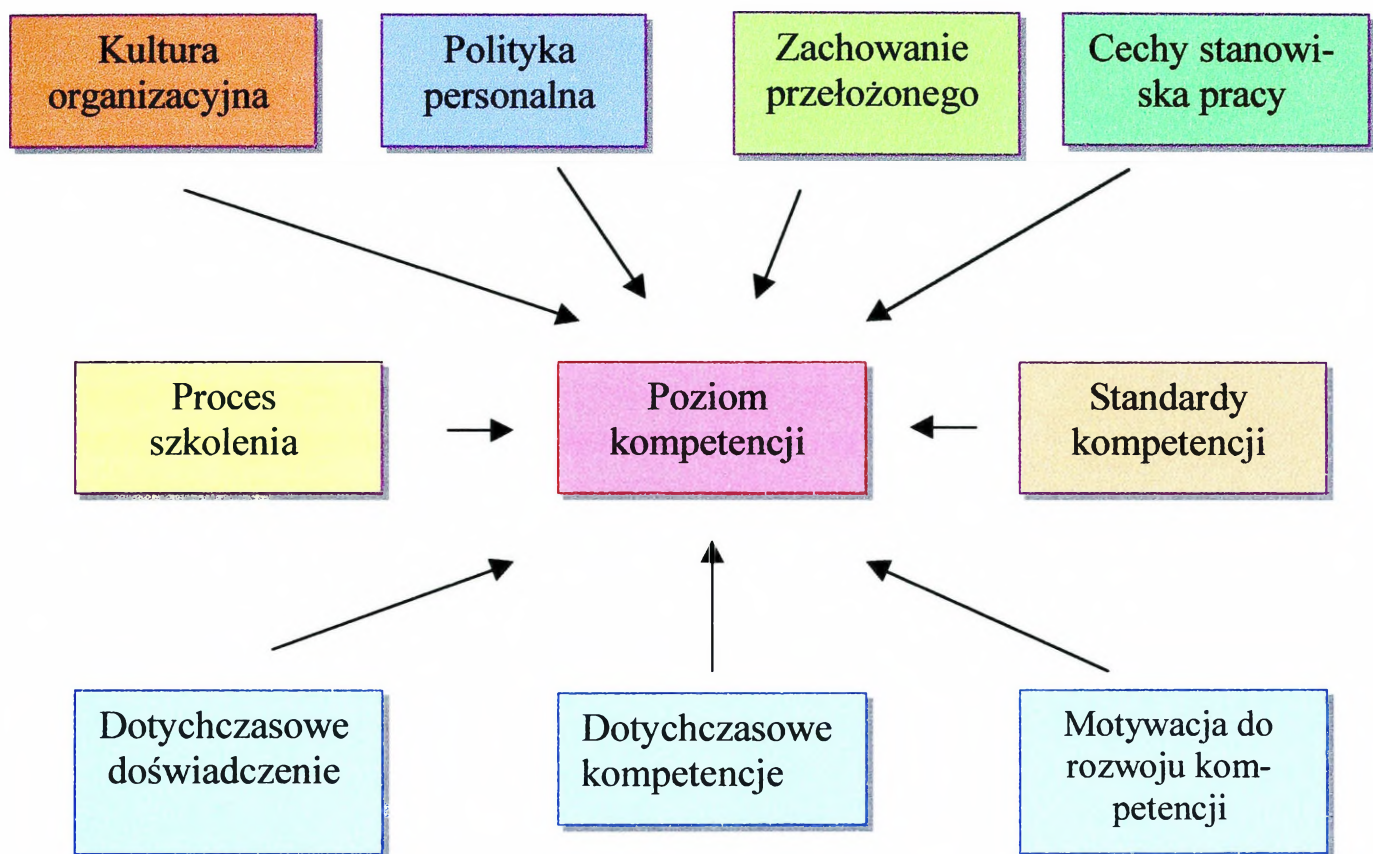 Kultura
organizacyjna
Polityka
personalna
Zachowanie
przełożonego
Cechy stanowi-
ska pracy
Proces
szkolenia
Poziom
kompetencji
Standardy
kompetencji
Dotychczasowe
doświadczenie
Dotychczasowe
kompetencje
Motywacja do
rozwoju kom-
petencji